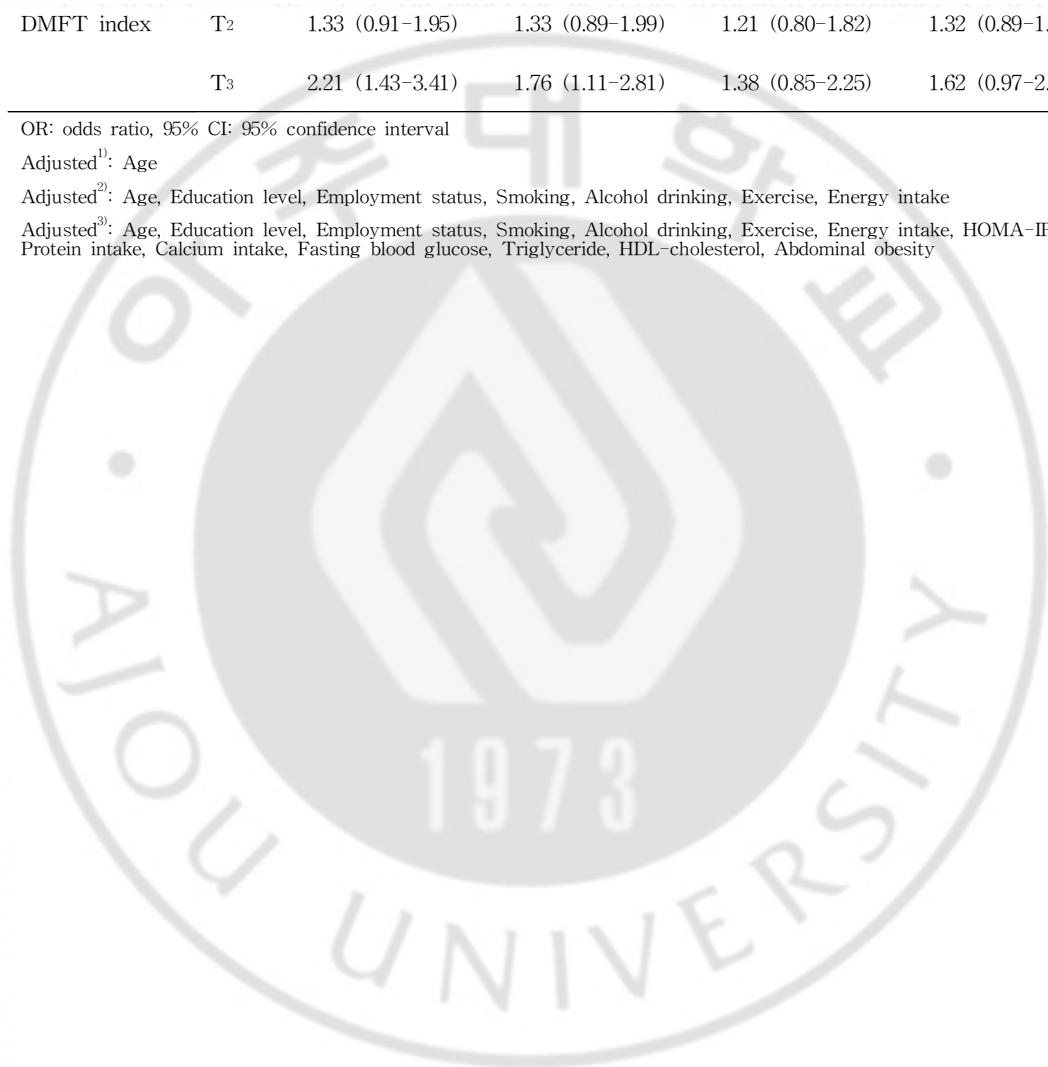 DMFT index T2 1.33 (0.91-1.95) 1.33 (0.89-1.99) 1.21 (0.80-1.82) 1.32 (0.89-1.
T3 2.21 (1.43-3.41) 1.76 (1.11-2.81) 1.38 (0.85-2.25) 1.62 (0.97-2.
OR: odds ratio, 95% CI: 95% confidence interval
Adjusted1): Age
Adjusted2): Age, Education level, Employment status, Smoking, Alcohol drinking, Exercise, Energy intake
Adjusted3): Age, Education level, Employment status, Smoking, Alcohol drinking, Exercise, Energy intake, HOMA-IR
Protein intake, Calcium intake, Fasting blood glucose, Triglyceride, HDL-cholesterol, Abdominal obesity
아주대학교
1973
AJOU UNIVERSITY